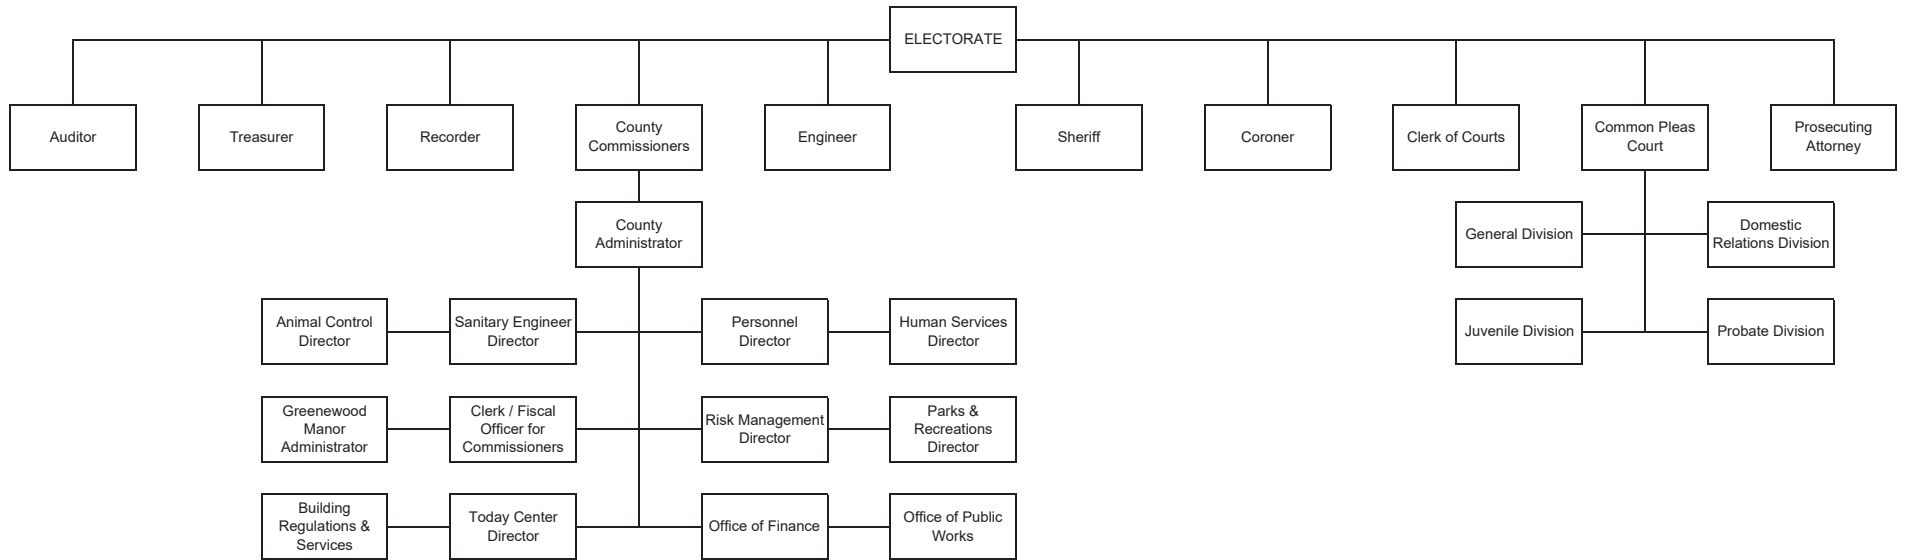 ELECTORATE
Auditor
Treasurer
Recorder
County
Commissioners
Engineer
Sheriff
Coroner
Clerk of Courts
Common Pleas
Court
Prosecuting
Attorney
County
Administrator
General Division
Domestic
Relations Division
Animal Control
Director
Sanitary Engineer
Director
Personnel
Director
Human Services
Director
Juvenile Division
Probate Division
Greenewood
Manor
Administrator
Clerk / Fiscal
Officer for
Commissioners
Risk Management
Director
Parks &
Recreations
Director
Building
Regulations &
Services
Today Center
Director
Office of Finance
Office of Public
Works